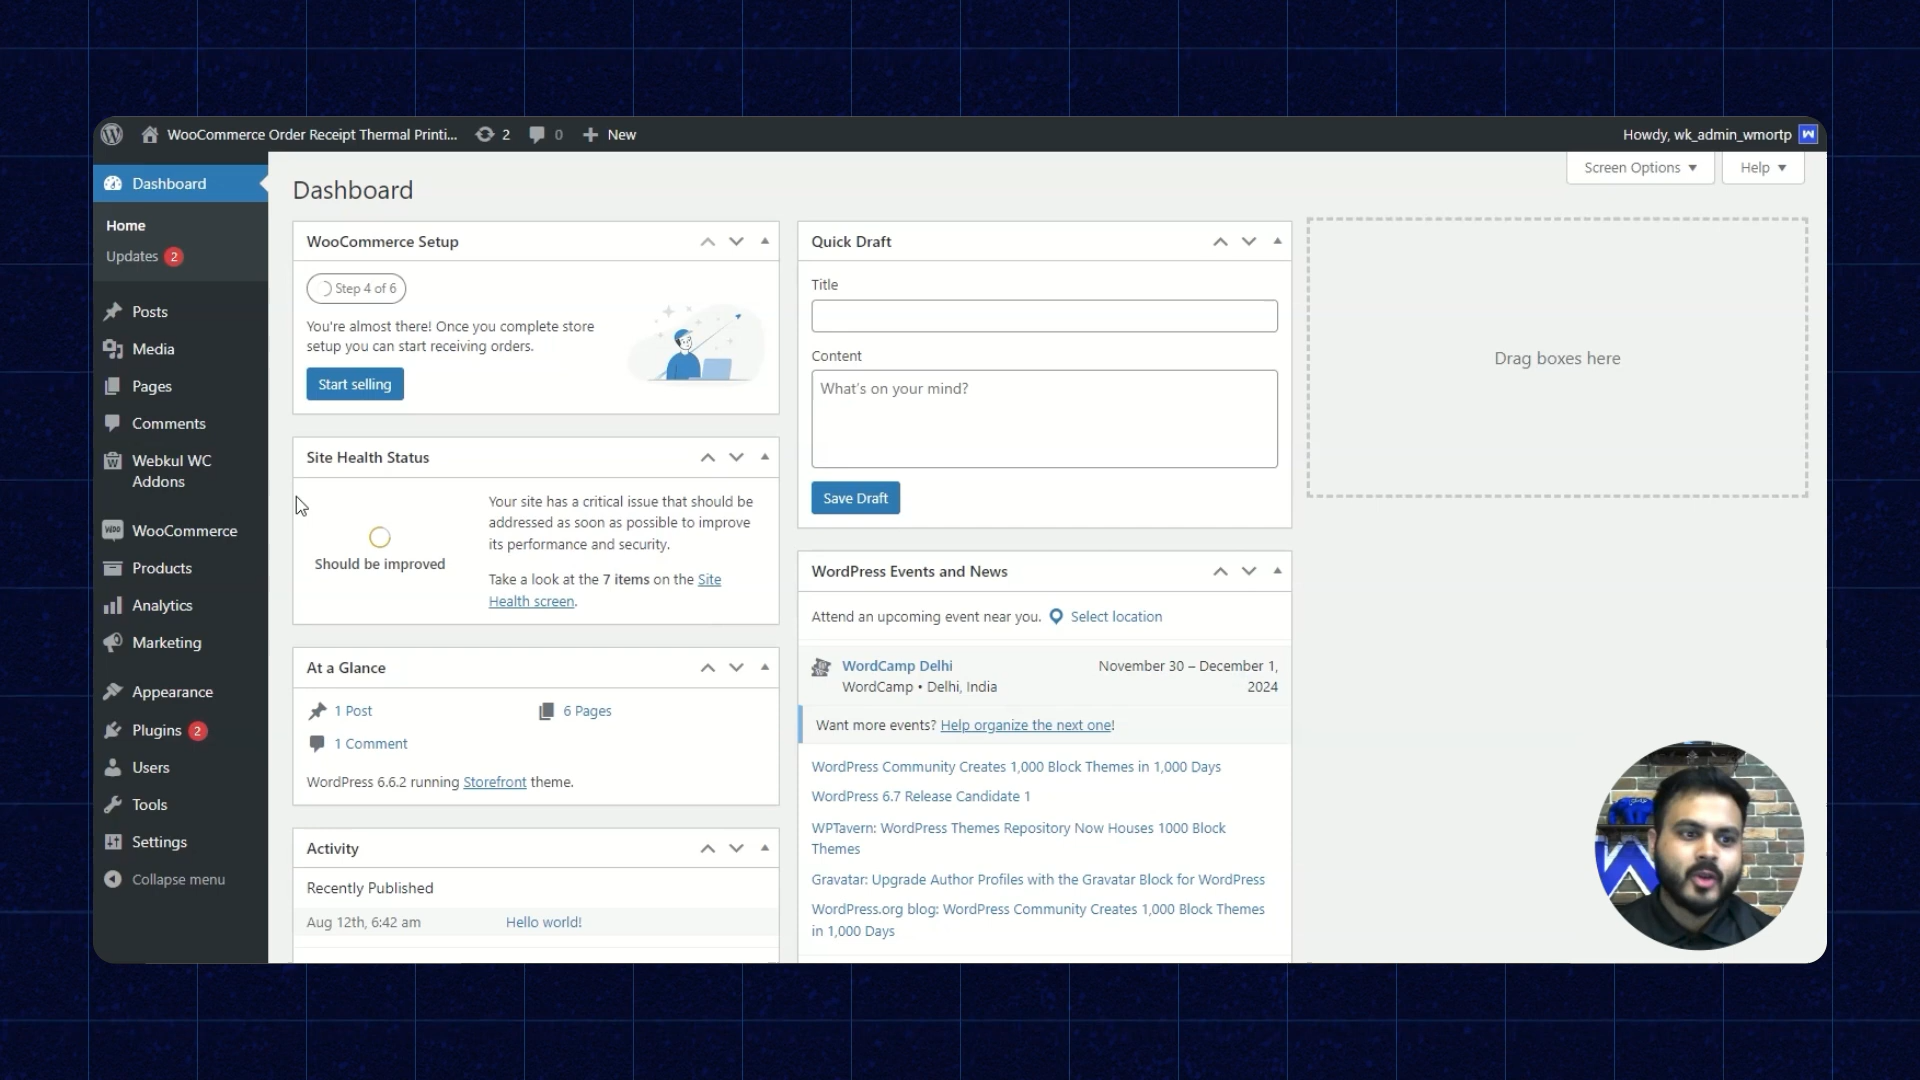 WooCommerce Order Receipt Thermal Printi... 2 0 New
Howdy, wk_admin_wmortp
Dashboard
Home
Updates 2
Posts
Media
Pages
Comments
Webkul WC
Addons
WooCommerce
Products
Analytics
Marketing
Appearance
Plugins 2
Users
Tools
Settings
Collapse menu
Screen Options
Help
Dashboard
WooCommerce Setup
Step 4 of 6
You're almost there! Once you complete store
setup you can start receiving orders.
Start selling
Site Health Status
Should be improved
Your site has a critical issue that should be
addressed as soon as possible to improve
its performance and security.
Take a look at the 7 items on the Site
Health screen.
At a Glance
1 Post
6 Pages
1 Comment
WordPress 6.6.2 running Storefront theme.
Activity
Recently Published
Aug 12th, 6:42 am
Hello world!
Quick Draft
Title
Content
What's on your mind?
Save Draft
WordPress Events and News
Attend an upcoming event near you. Select location
WordCamp Delhi
WordCamp • Delhi, India
November 30 – December 1,
2024
Want more events? Help organize the next one!
WordPress Community Creates 1,000 Block Themes in 1,000 Days
WordPress 6.7 Release Candidate 1
WPTavern: WordPress Themes Repository Now Houses 1000 Block
Themes
Gravatar: Upgrade Author Profiles with the Gravatar Block for WordPress
WordPress.org blog: WordPress Community Creates 1,000 Block Themes
in 1,000 Days
Drag boxes here